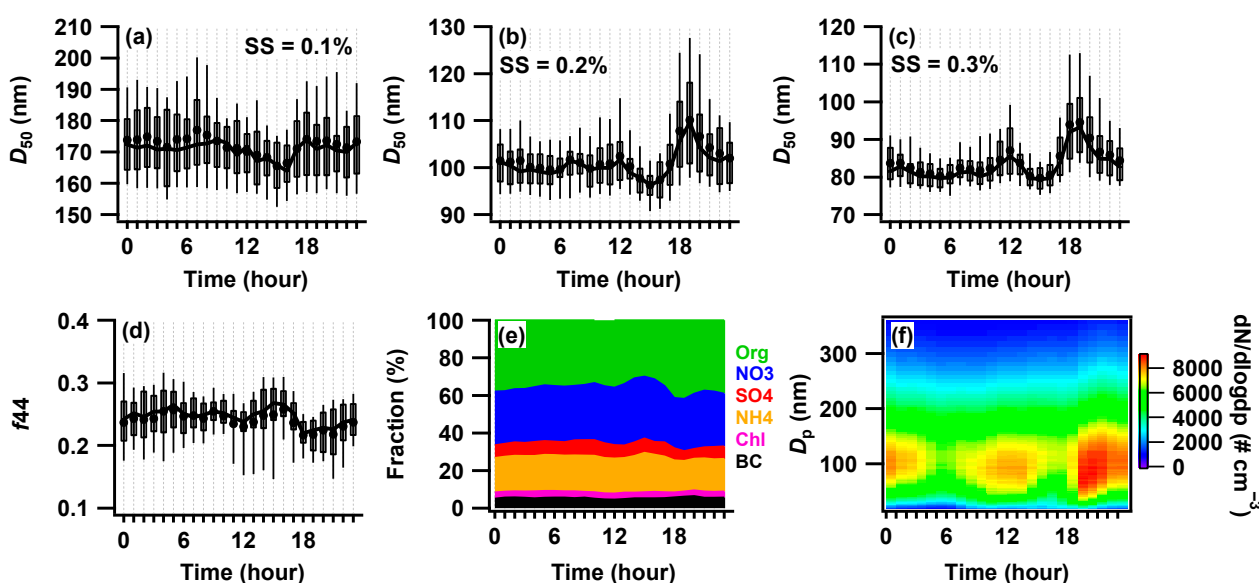 (a)
SS = 0.1%
D50 (nm)
210
200
190
180
170
160
150
0 6 12 18
Time (hour)
(b)
SS = 0.2%
D50 (nm)
130
120
110
100
90
0 6 12 18
Time (hour)
(c)
SS = 0.3%
D50 (nm)
120
110
100
90
80
70
0 6 12 18
Time (hour)
(d)
f44
0.4
0.3
0.2
0.1
0 6 12 18
Time (hour)
(e)
Fraction (%)
100
80
60
40
20
0
0 6 12 18
Time (hour)
Org
NO3
SO4
NH4
Chl
BC
(f)
Dp (nm)
300
200
100
0 6 12 18
Time (hour)
8000
6000
4000
2000
0
dN/dlogdp (# cm⁻³)